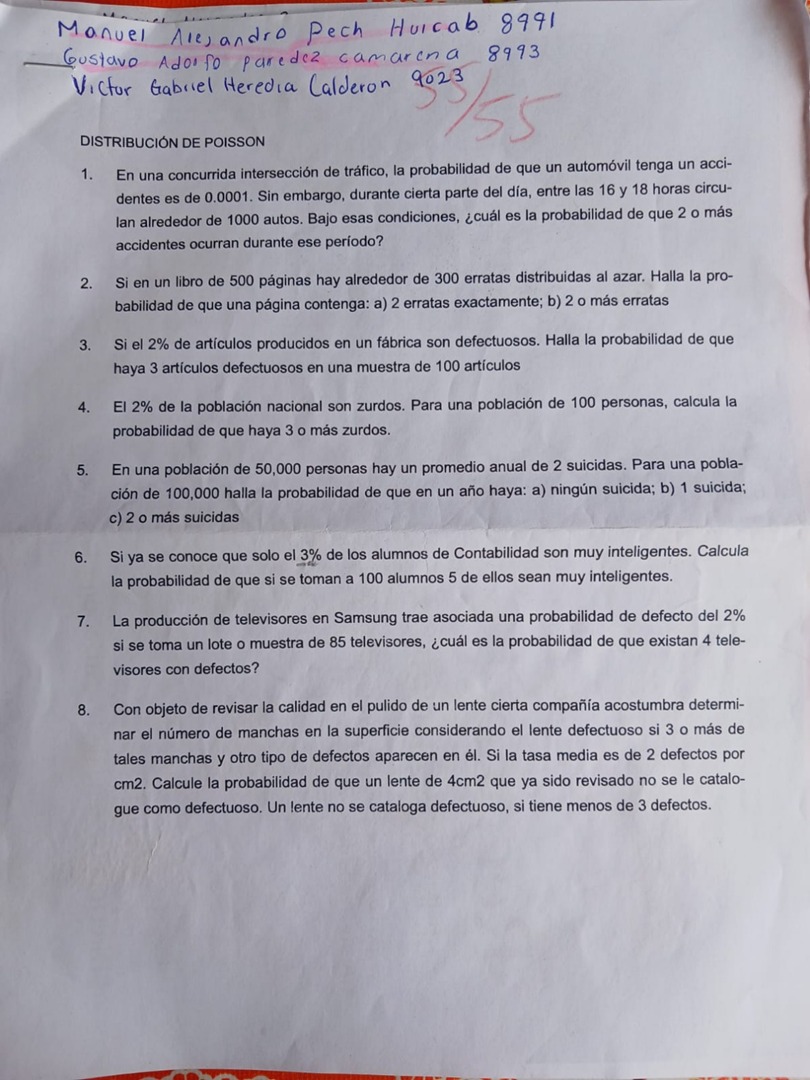 Manuel Alejandro Pech Huicab 8991
Gustavo Adolfo paredez camarena 8993
Victor Gabriel Heredia Calderon 9023
55/55
DISTRIBUCIÓN DE POISSON
1. En una concurrida intersección de tráfico, la probabilidad de que un automóvil tenga un acci-
dentes es de 0.0001. Sin embargo, durante cierta parte del día, entre las 16 y 18 horas circu-
lan alrededor de 1000 autos. Bajo esas condiciones, ¿cuál es la probabilidad de que 2 o más
accidentes ocurran durante ese período?
2. Si en un libro de 500 páginas hay alrededor de 300 erratas distribuidas al azar. Halla la pro-
babilidad de que una página contenga: a) 2 erratas exactamente; b) 2 o más erratas
3. Si el 2% de artículos producidos en un fábrica son defectuosos. Halla la probabilidad de que
haya 3 artículos defectuosos en una muestra de 100 artículos
4. El 2% de la población nacional son zurdos. Para una población de 100 personas, calcula la
probabilidad de que haya 3 o más zurdos.
5. En una población de 50,000 personas hay un promedio anual de 2 suicidas. Para una pobla-
ción de 100,000 halla la probabilidad de que en un año haya: a) ningún suicida; b) 1 suicida;
c) 2 o más suicidas
6. Si ya se conoce que solo el 3% de los alumnos de Contabilidad son muy inteligentes. Calcula
la probabilidad de que si se toman a 100 alumnos 5 de ellos sean muy inteligentes.
7. La producción de televisores en Samsung trae asociada una probabilidad de defecto del 2%
si se toma un lote o muestra de 85 televisores, ¿cuál es la probabilidad de que existan 4 tele-
visores con defectos?
8. Con objeto de revisar la calidad en el pulido de un lente cierta compañía acostumbra determi-
nar el número de manchas en la superficie considerando el lente defectuoso si 3 o más de
tales manchas y otro tipo de defectos aparecen en él. Si la tasa media es de 2 defectos por
cm2. Calcule la probabilidad de que un lente de 4cm2 que ya sido revisado no se le catalo-
gue como defectuoso. Un lente no se cataloga defectuoso, si tiene menos de 3 defectos.